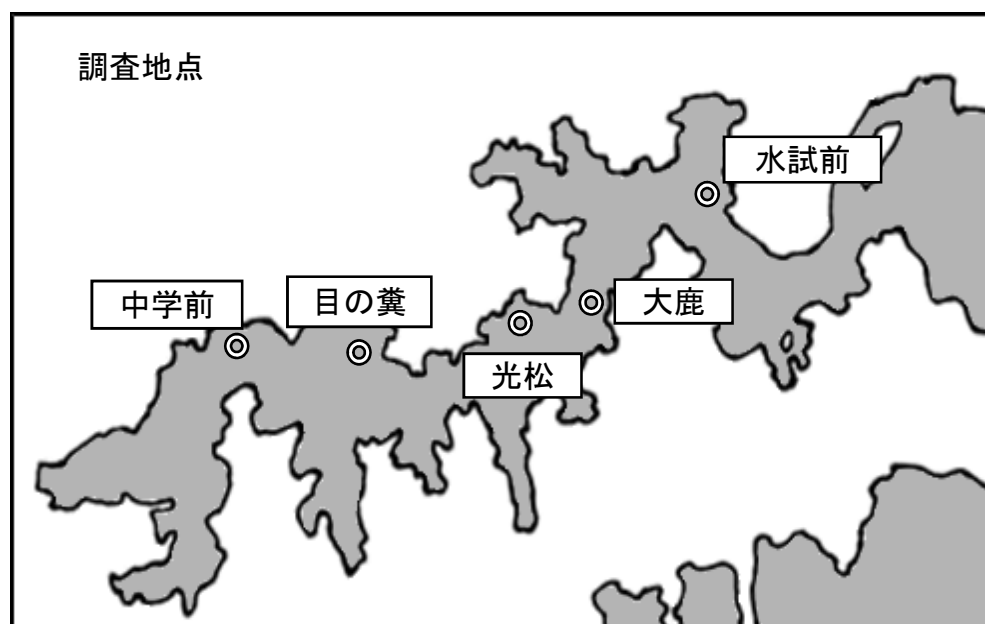 調査地点
水試前
中学前
目の糞
大鹿
光松